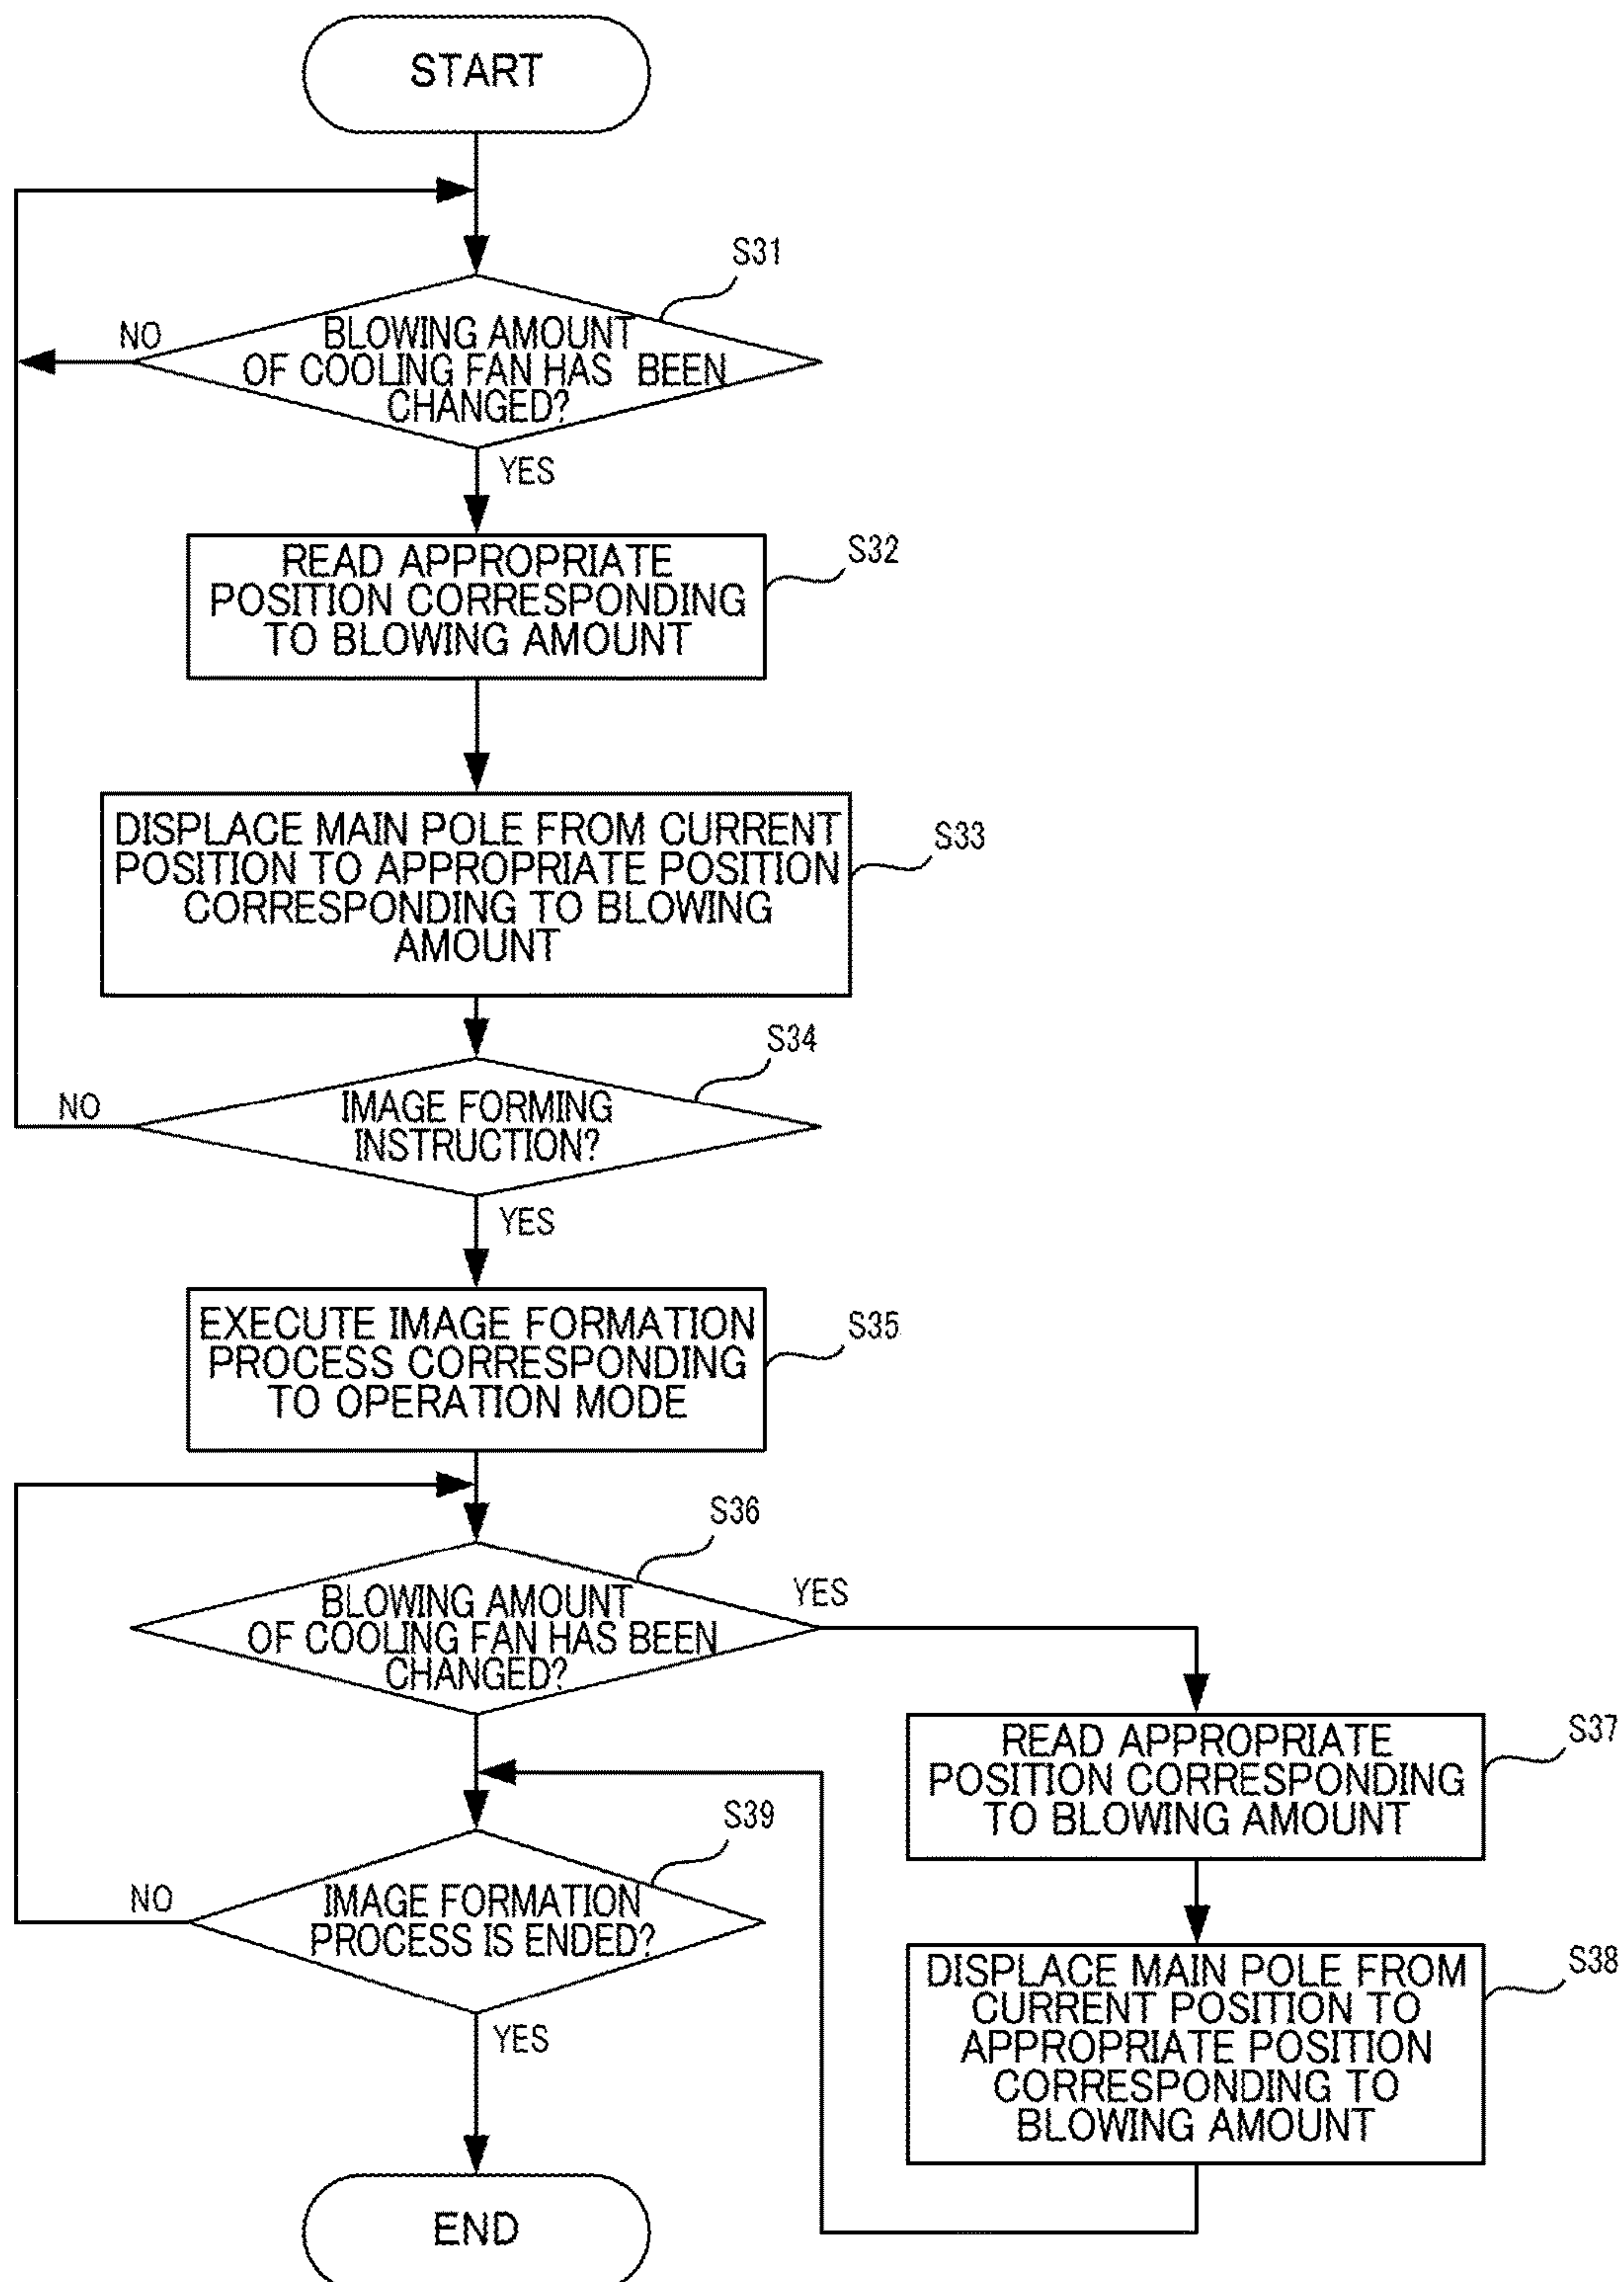 START
S31
NO
BLOWING AMOUNT
OF COOLING FAN HAS BEEN
CHANGED?
YES
READ APPROPRIATE
POSITION CORRESPONDING
TO BLOWING AMOUNT
S32
DISPLACE MAIN POLE FROM CURRENT
POSITION TO APPROPRIATE POSITION
CORRESPONDING TO BLOWING
AMOUNT
S33
S34
NO
IMAGE FORMING
INSTRUCTION?
YES
EXECUTE IMAGE FORMATION
PROCESS CORRESPONDING
TO OPERATION MODE
S35
S36
BLOWING AMOUNT
OF COOLING FAN HAS BEEN
CHANGED?
YES
READ APPROPRIATE
POSITION CORRESPONDING
TO BLOWING AMOUNT
S37
DISPLACE MAIN POLE FROM
CURRENT POSITION TO
APPROPRIATE POSITION
CORRESPONDING TO
BLOWING AMOUNT
S38
S39
NO
IMAGE FORMATION
PROCESS IS ENDED?
YES
END